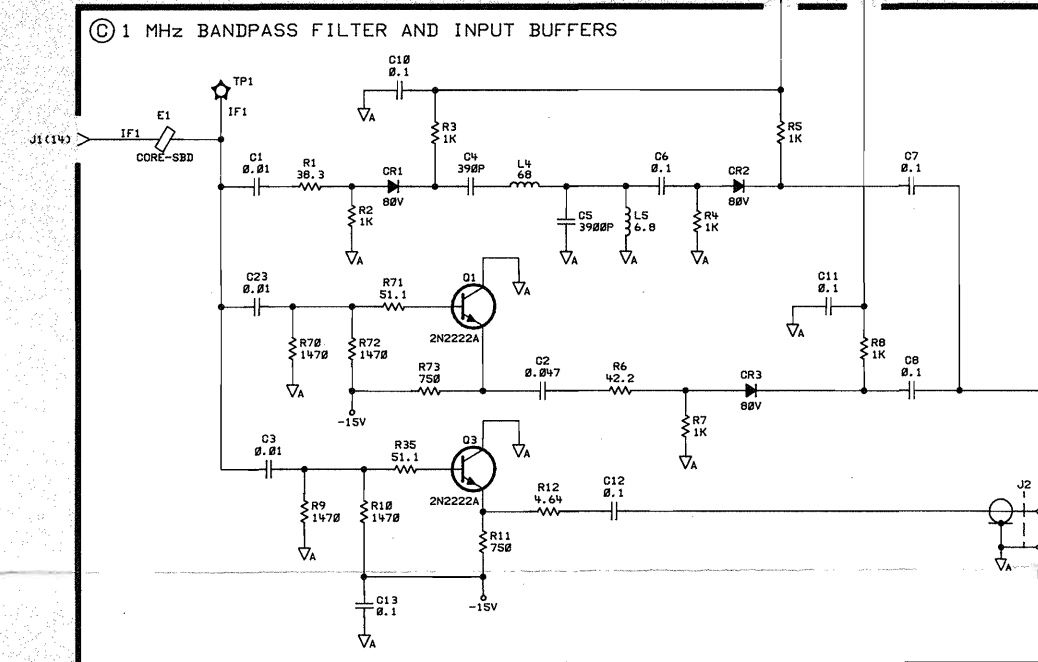 Ⓒ 1 MHz BANDPASS FILTER AND INPUT BUFFERS
C10
0.1
TP1
IF1
A
E1
J1(14)
IF1
CORE-SBD
R3
1K
R5
1K
C1
0.01
R1
38.3
CR1
80V
C4
390P
L4
68
C6
0.1
CR2
80V
C7
0.1
R2
1K
C5
3900P
L5
6.8
R4
1K
A
A
A
A
C23
0.01
R71
51.1
Q1
A
C11
0.1
2N2222A
A
R70
1470
R72
1470
R8
1K
R73
750
C2
0.047
R6
42.2
CR3
80V
C8
0.1
A
-15V
R7
1K
C3
0.01
R35
51.1
Q3
A
A
2N2222A
R12
4.64
C12
0.1
J2
R9
1470
R10
1470
R11
750
A
A
C13
0.1
-15V
A